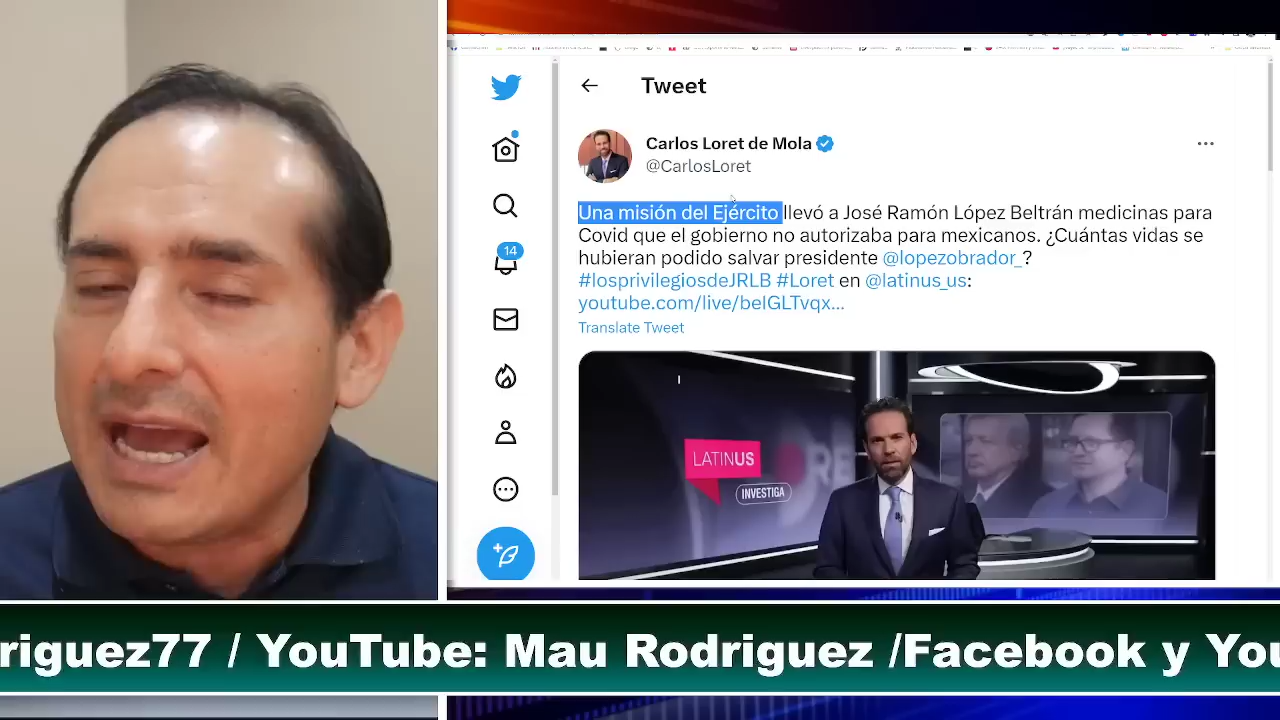 Tweet
Carlos Loret de Mola
@CarlosLoret
Una misión del Ejército llevó a José Ramón López Beltrán medicinas para
Covid que el gobierno no autorizaba para mexicanos. ¿Cuántas vidas se
hubieran podido salvar presidente @lopezobrador_?
#losprivilegiosdeJRLB #Loret en @latinus_us:
youtube.com/live/beIGLTvqx...
Translate Tweet
14
LATINUS
INVESTIGA
riguez77 / YouTube: Mau Rodriguez /Facebook y You